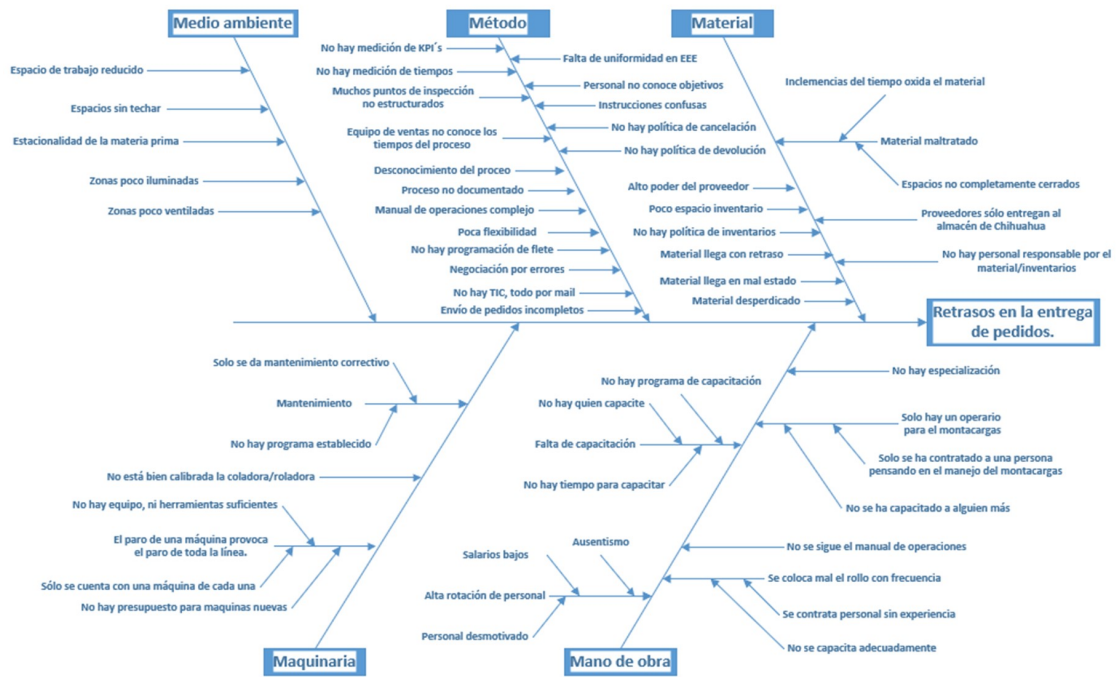 Medio ambiente
Espacio de trabajo reducido
Espacios sin techar
Estacionalidad de la materia prima
Zonas poco iluminadas
Zonas poco ventiladas
Método
No hay medición de KPI´s
No hay medición de tiempos
Muchos puntos de inspección
no estructurados
Equipo de ventas no conoce los
tiempos del proceso
Desconocimiento del proceo
Proceso no documentado
Manual de operaciones complejo
Poca flexibilidad
No hay programación de flete
Negociación por errores
No hay TIC, todo por mail
Envío de pedidos incompletos
Falta de uniformidad en EEE
Personal no conoce objetivos
Instrucciones confusas
No hay política de cancelación
No hay política de devolución
Material
Alto poder del proveedor
Poco espacio inventario
No hay política de inventarios
Material llega con retraso
Material llega en mal estado
Material desperdicado
Inclemencias del tiempo oxida el material
Material maltratado
Espacios no completamente cerrados
Proveedores sólo entregan al
almacén de Chihuahua
No hay personal responsable por el
material/inventarios
Retrasos en la entrega
de pedidos.
Solo se da mantenimiento correctivo
Mantenimiento
No hay programa establecido
No está bien calibrada la coladora/roladora
No hay equipo, ni herramientas suficientes
El paro de una máquina provoca
el paro de toda la línea.
Sólo se cuenta con una máquina de cada una
No hay presupuesto para maquinas nuevas
Maquinaria
No hay programa de capacitación
No hay quien capacite
Falta de capacitación
No hay tiempo para capacitar
Ausentismo
Salarios bajos
Alta rotación de personal
Personal desmotivado
No hay especialización
Solo hay un operario
para el montacargas
Solo se ha contratado a una persona
pensando en el manejo del montacargas
No se ha capacitado a alguien más
No se sigue el manual de operaciones
Se coloca mal el rollo con frecuencia
Se contrata personal sin experiencia
No se capacita adecuadamente
Mano de obra